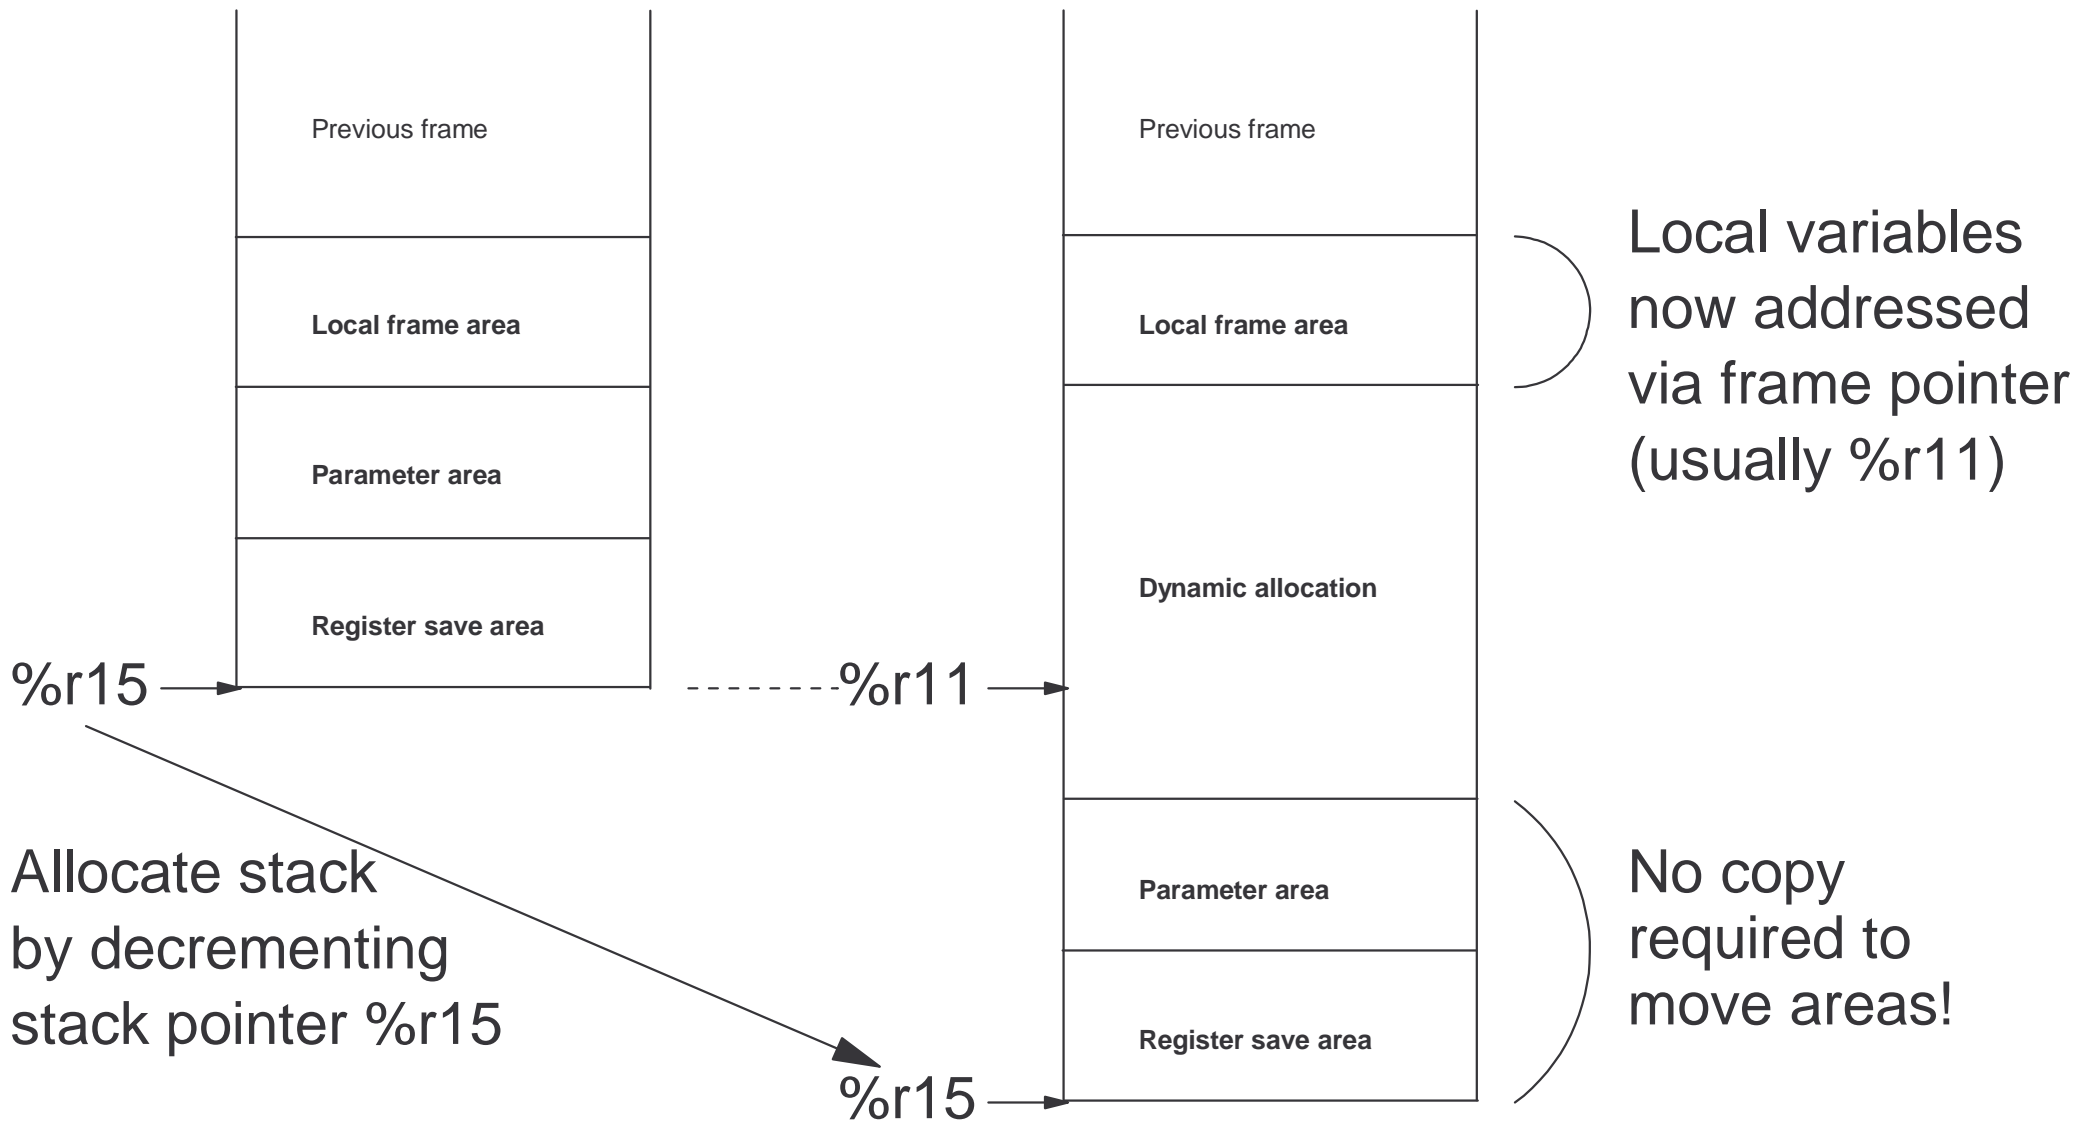 Previous frame
Local frame area
Parameter area
Register save area
%r15
Allocate stack
by decrementing
stack pointer %r15
Previous frame
Local frame area
Dynamic allocation
%r11
Parameter area
Register save area
%r15
Local variables
now addressed
via frame pointer
(usually %r11)
No copy
required to
move areas!